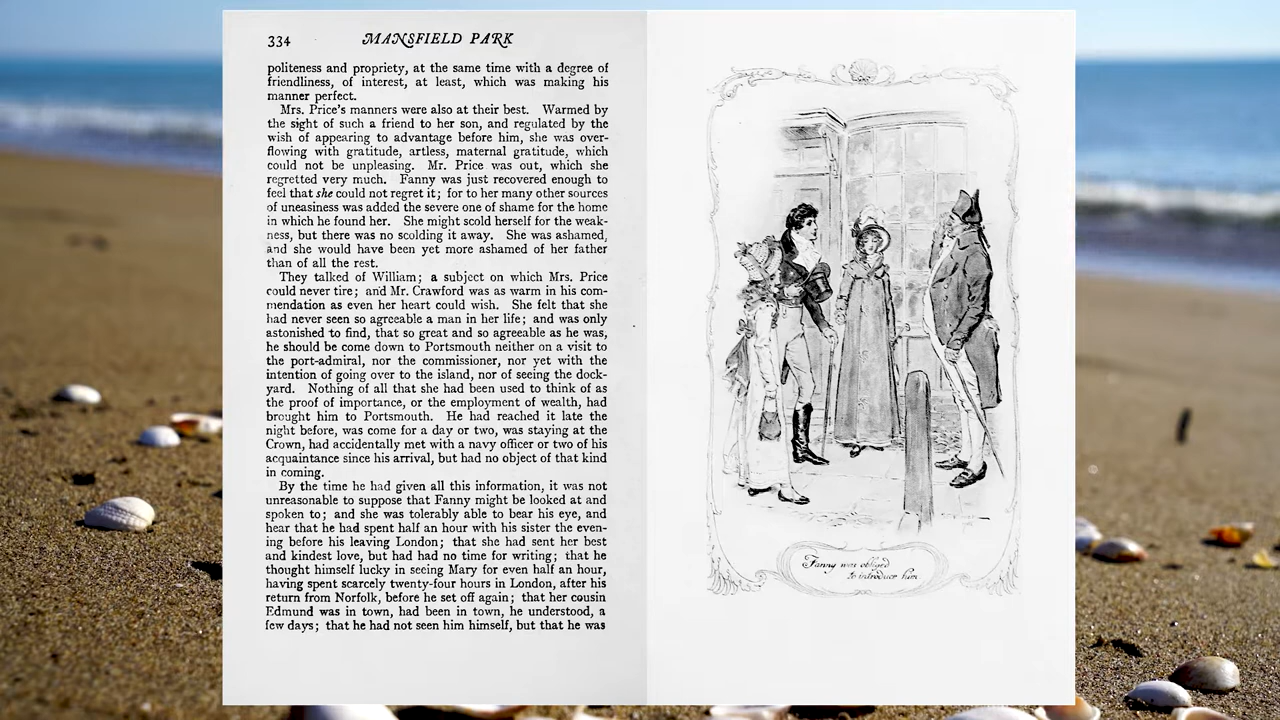 334
MANSFIELD PARK
politeness and propriety, at the same time with a degree of
friendliness, of interest, at least, which was making his
manner perfect.
Mrs. Price's manners were also at their best. Warmed by
the sight of such a friend to her son, and regulated by the
wish of appearing to advantage before him, she was over-
flowing with gratitude, artless, maternal gratitude, which
could not be unpleasing. Mr. Price was out, which she
regretted very much. Fanny was just recovered enough to
feel that she could not regret it; for to her many other sources
of uneasiness was added the severe one of shame for the home
in which he found her. She might scold herself for the weak-
ness, but there was no scolding it away. She was ashamed,
and she would have been yet more ashamed of her father
than of all the rest.
They talked of William; a subject on which Mrs. Price
could never tire; and Mr. Crawford was as warm in his com-
mendation as even her heart could wish. She felt that she
had never seen so agreeable a man in her life; and was only
astonished to find, that so great and so agreeable as he was,
he should be come down to Portsmouth neither on a visit to
the port-admiral, nor the commissioner, nor yet with the
intention of going over to the island, nor of seeing the dock-
yard. Nothing of all that she had been used to think of as
the proof of importance, or the employment of wealth, had
brought him to Portsmouth. He had reached it late the
night before, was come for a day or two, was staying at the
Crown, had accidentally met with a navy officer or two of his
acquaintance since his arrival, but had no object of that kind
in coming.
By the time he had given all this information, it was not
unreasonable to suppose that Fanny might be looked at and
spoken to; and she was tolerably able to bear his eye, and
hear that he had spent half an hour with his sister the even-
ing before his leaving London; that she had sent her best
and kindest love, but had had no time for writing; that he
thought himself lucky in seeing Mary for even half an hour,
having spent scarcely twenty-four hours in London, after his
return from Norfolk, before he set off again; that her cousin
Edmund was in town, had been in town, he understood, a
few days; that he had not seen him himself, but that he was
Fanny was obliged
to introduce him.